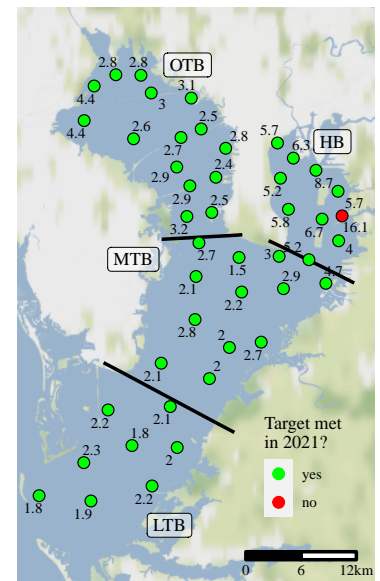 2.8 2.8
OTB
4.4 3 3.1
4.4 2.6 2.7 2.5 2.8
5.7
HB
6.3
8.7
2.9 2.4 5.2
5.7
2.9
3.2 2.5 5.8 6.7 16.1
4
MTB
2.7 1.5 3 5.2
2.1 2.2 2.9 4.7
2.8 2 2.7
2.1 2
2.2 2.1
Target met
in 2021?
yes
no
2.3 1.8 2
1.8 1.9 2.2
LTB
0 6 12km